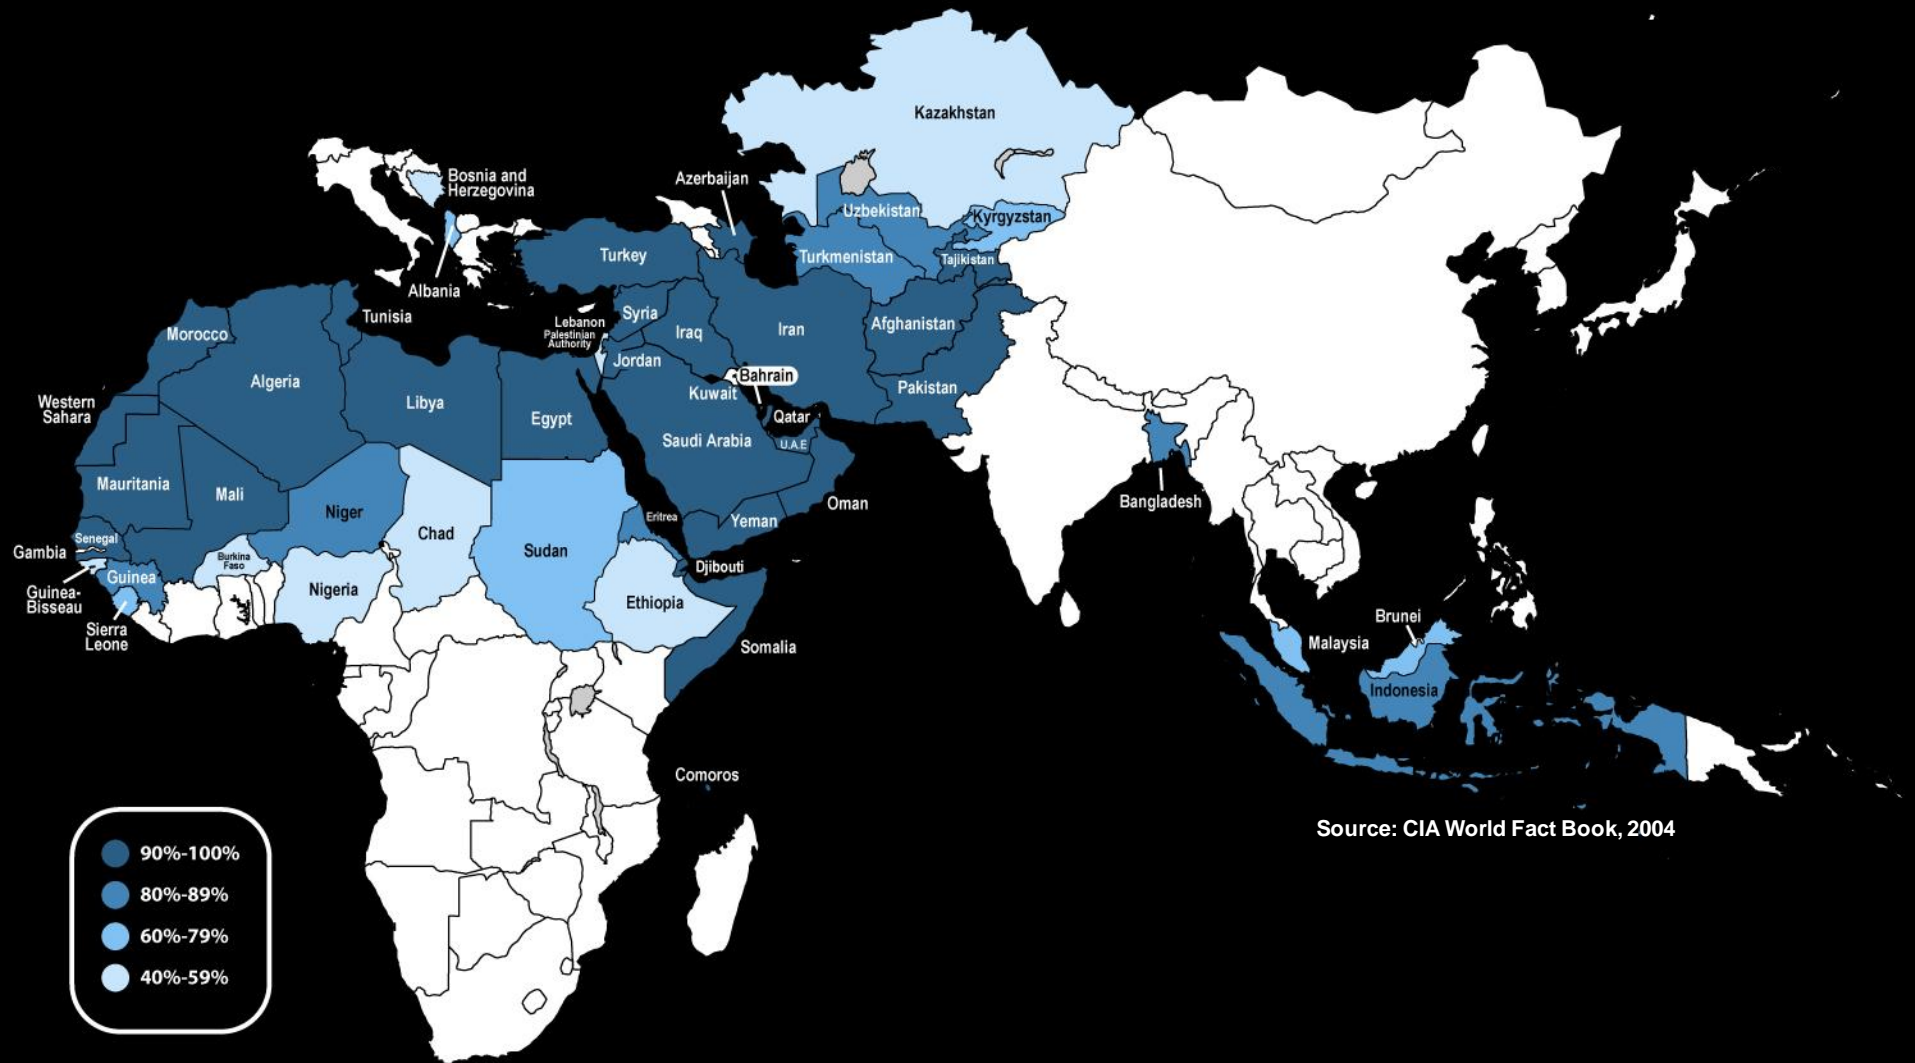 Kazakhstan
Bosnia and
Herzegovina
Azerbaijan
Uzbekistan
Kyrgyzstan
Turkey
Turkmenistan
Tajikistan
Albania
Tunisia
Syria
Lebanon
Palestinian
Authority
Iraq
Iran
Afghanistan
Morocco
Jordan
Bahrain
Algeria
Kuwait
Pakistan
Western
Sahara
Libya
Egypt
Qatar
Saudi Arabia
U.A.E
Mauritania
Mali
Bangladesh
Oman
Niger
Eritrea
Yeman
Chad
Senegal
Sudan
Gambia
Burkina
Faso
Djibouti
Guinea
Nigeria
Guinea-
Bissau
Ethiopia
Brunei
Sierra
Leone
Malaysia
Somalia
Indonesia
Comoros
Source: CIA World Fact Book, 2004
90%-100%
80%-89%
60%-79%
40%-59%